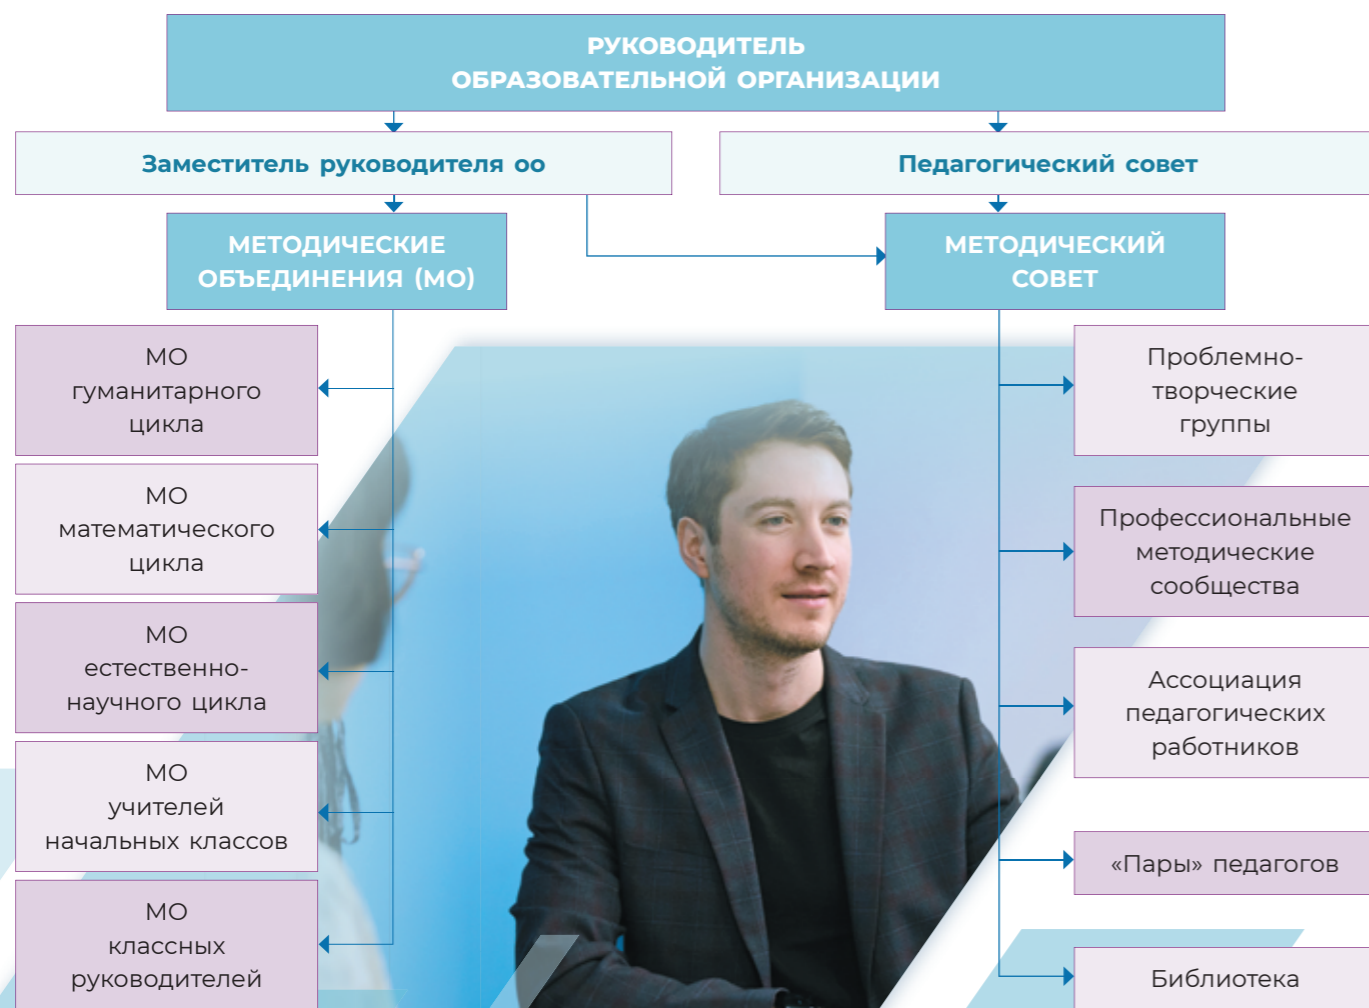 РУКОВОДИТЕЛЬ
ОБРАЗОВАТЕЛЬНОЙ ОРГАНИЗАЦИИ
Заместитель руководителя оо
Педагогический совет
МЕТОДИЧЕСКИЕ
ОБЪЕДИНЕНИЯ (МО)
МЕТОДИЧЕСКИЙ
СОВЕТ
МО
гуманитарного
цикла
МО
математического
цикла
МО
естественно-
научного цикла
МО
учителей
начальных классов
МО
классных
руководителей
Проблемно-
творческие
группы
Профессиональные
методические
сообщества
Ассоциация
педагогических
работников
«Пары» педагогов
Библиотека